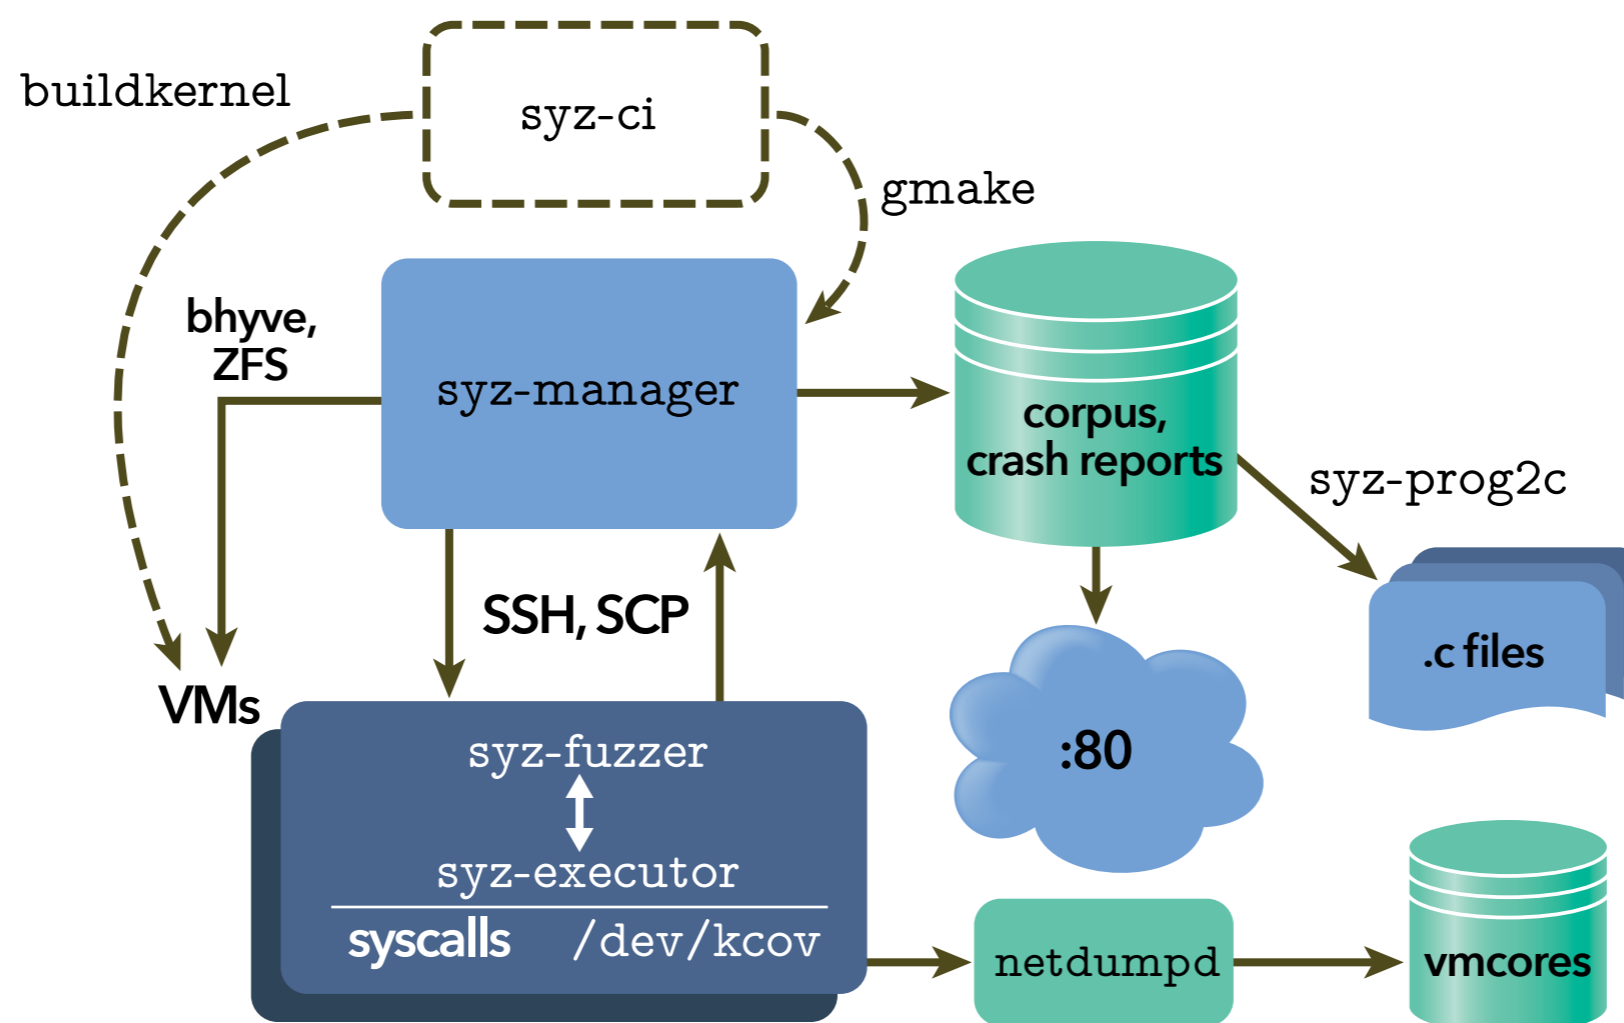 syz-ci
buildkernel
gmake
bhyve,
ZFS
syz-manager
corpus,
crash reports
syz-prog2c
SSH, SCP
.c files
VMs
:80
syz-fuzzer
syz-executor
syscalls /dev/kcov
netdumpd
vmcores